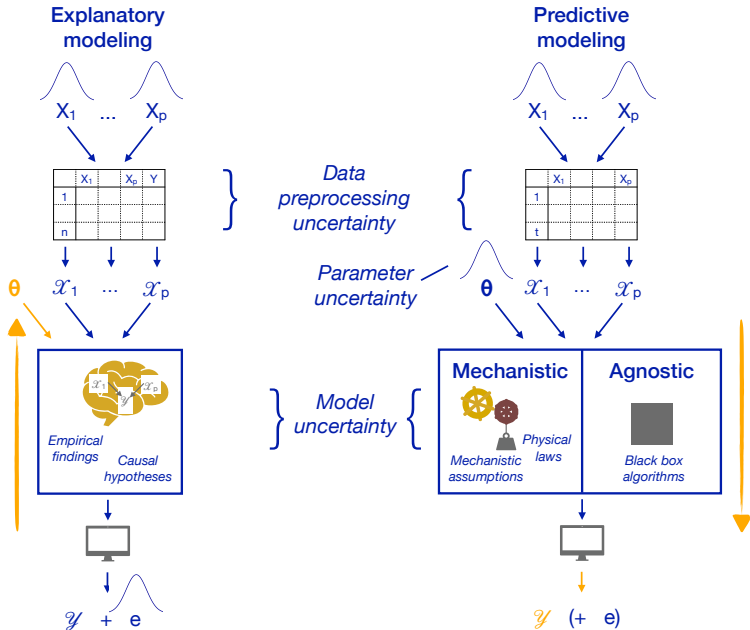 Explanatory
modeling
Predictive
modeling
X1 ... Xp
X1 ... Xp
X1 Xp Y
1
n
Data
preprocessing
uncertainty
X1 Xp
1
t
Parameter
uncertainty
θ 𝒳1 ... 𝒳p
θ 𝒳1 ... 𝒳p
𝒳1 𝒳p
𝒴
Empirical
findings
Causal
hypotheses
Model
uncertainty
Mechanistic
Physical
laws
Mechanistic
assumptions
Agnostic
Black box
algorithms
𝒴 + e
𝒴 (+ e)